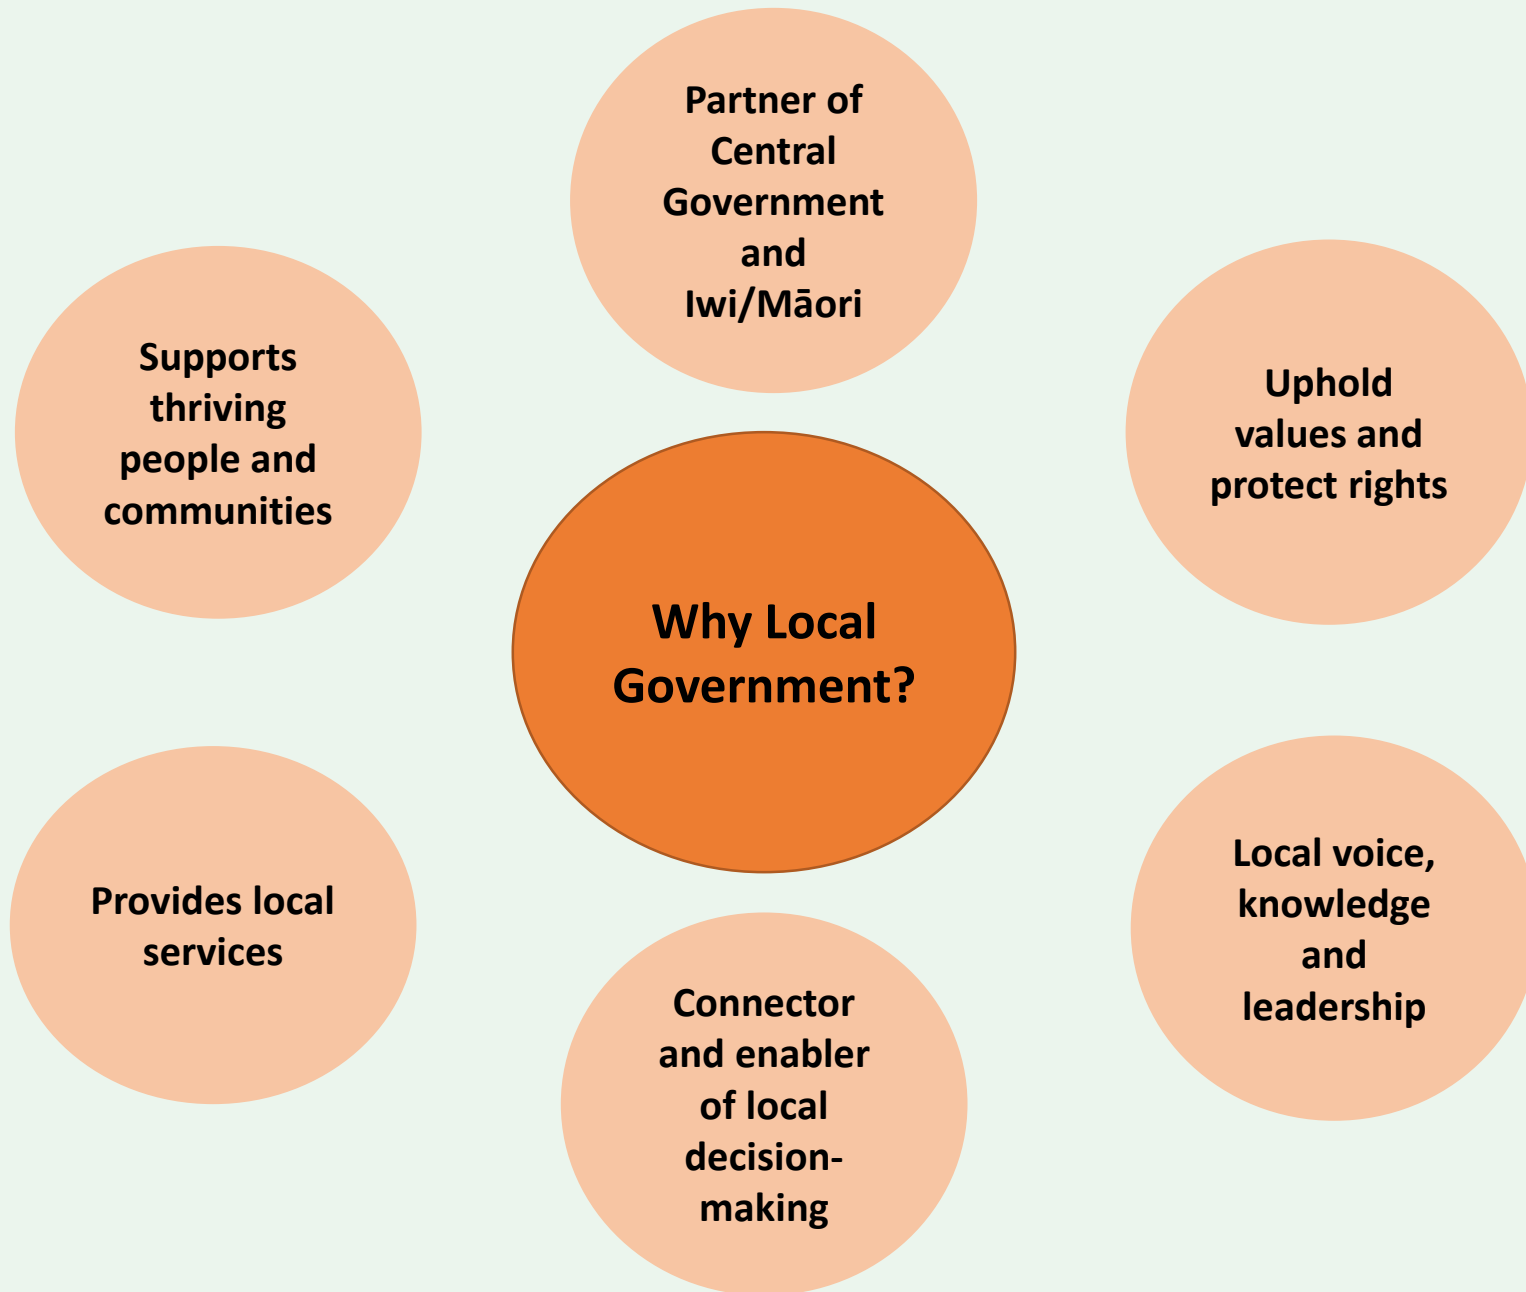 Partner of
Central
Government
and
Iwi/Māori
Supports
thriving
people and
communities
Uphold
values and
protect rights
Why Local
Government?
Provides local
services
Local voice,
knowledge
and
leadership
Connector
and enabler
of local
decision-
making